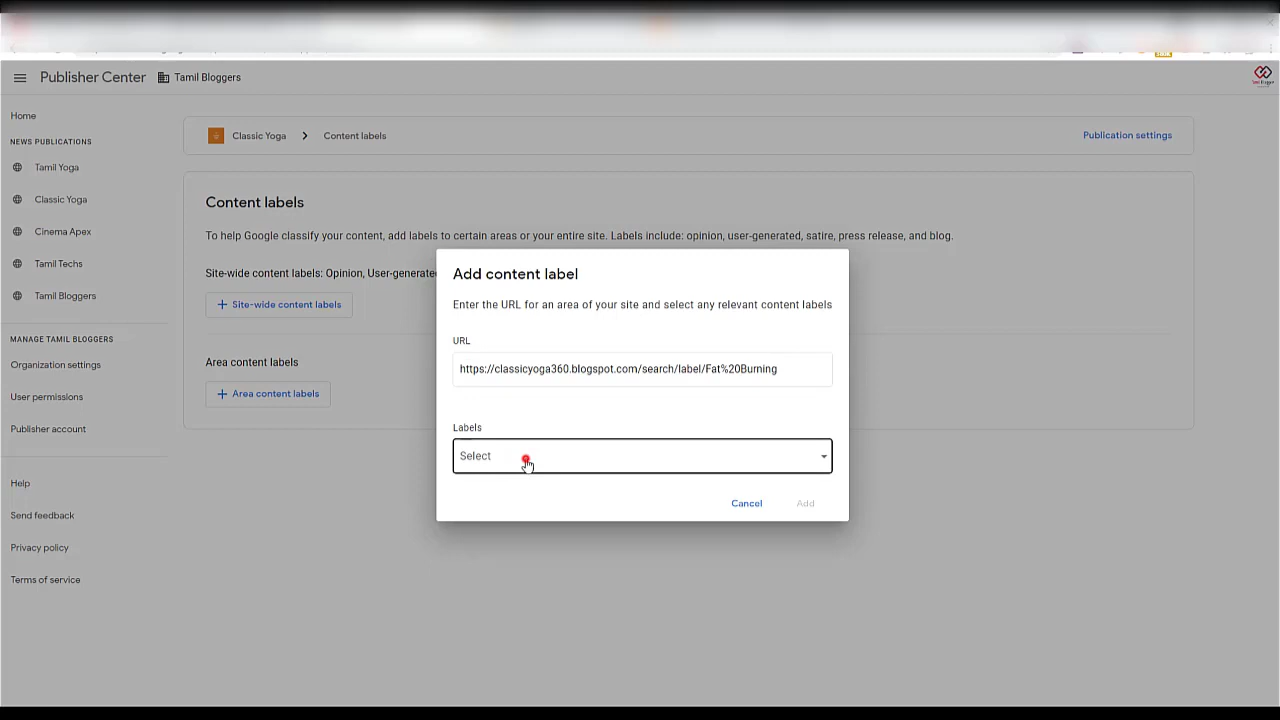 Publisher Center
Tamil Bloggers
Home
NEWS PUBLICATIONS
Tamil Yoga
Classic Yoga
Cinema Apex
Tamil Techs
Tamil Bloggers
MANAGE TAMIL BLOGGERS
Organization settings
User permissions
Publisher account
Help
Send feedback
Privacy policy
Terms of service
Classic Yoga
Content labels
Publication settings
Content labels
To help Google classify your content, add labels to certain areas or your entire site. Labels include: opinion, user-generated, satire, press release, and blog.
Site-wide content labels: Opinion, User-generate
+ Site-wide content labels
Area content labels
+ Area content labels
Add content label
Enter the URL for an area of your site and select any relevant content labels
URL
https://classicyoga360.blogspot.com/search/label/Fat%20Burning
Labels
Select
Cancel
Add